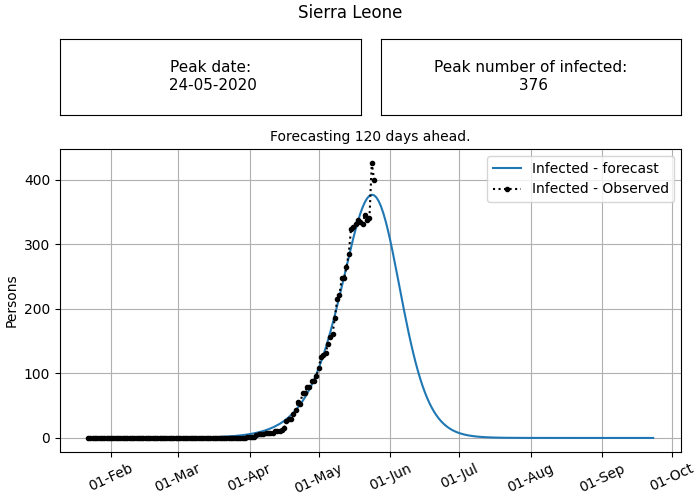 Sierra Leone
Peak date:
24-05-2020
Peak number of infected:
376
Forecasting 120 days ahead.
Infected - forecast
Infected - Observed
Persons
400
300
200
100
0
01-Feb
01-Mar
01-Apr
01-May
01-Jun
01-Jul
01-Aug
01-Sep
01-Oct